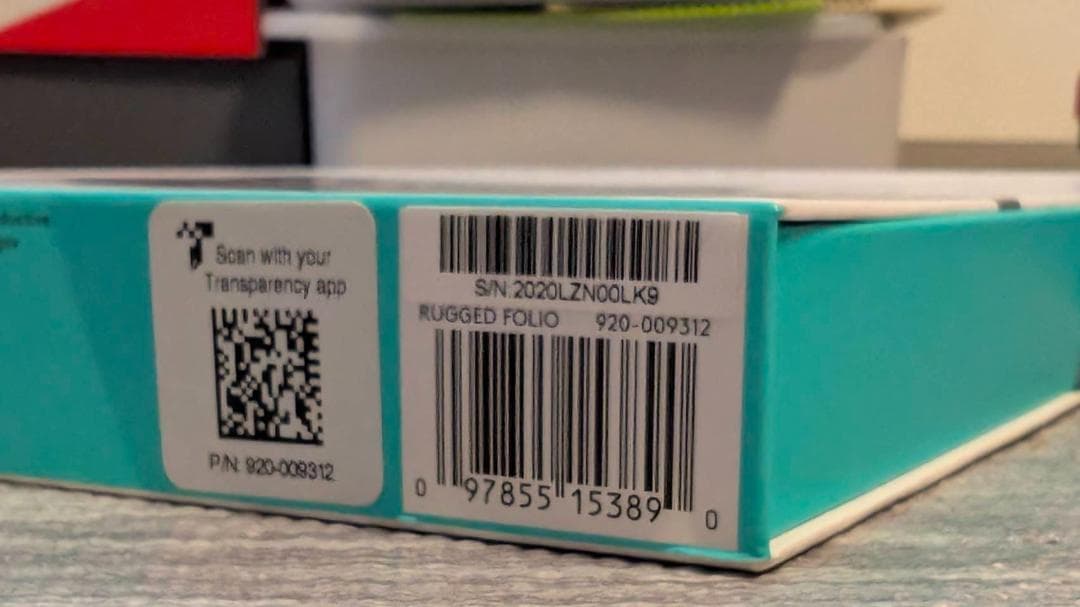 Scan with your
Transparency app
P/N: 920-009312
S/N:2020LZN00LK9
RUGGED FOLIO 920-009312
0 97855 15389 0